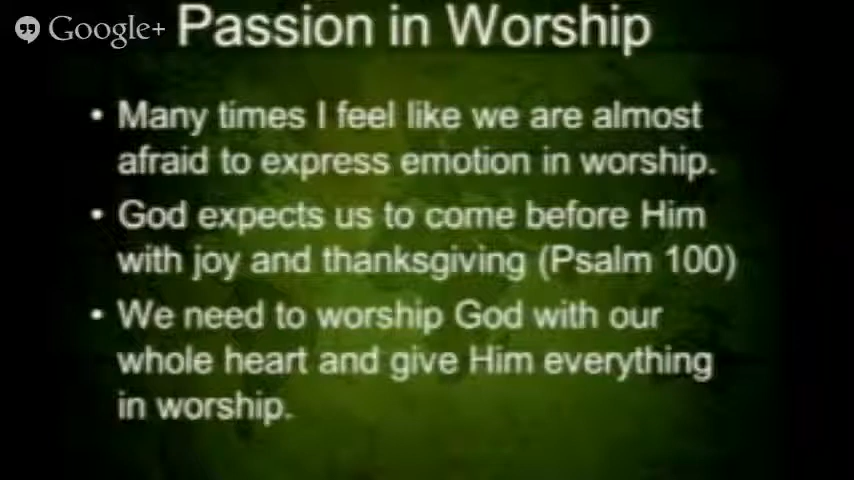 Google+
Passion in Worship
• Many times I feel like we are almost
afraid to express emotion in worship.
• God expects us to come before Him
with joy and thanksgiving (Psalm 100)
• We need to worship God with our
whole heart and give Him everything
in worship.